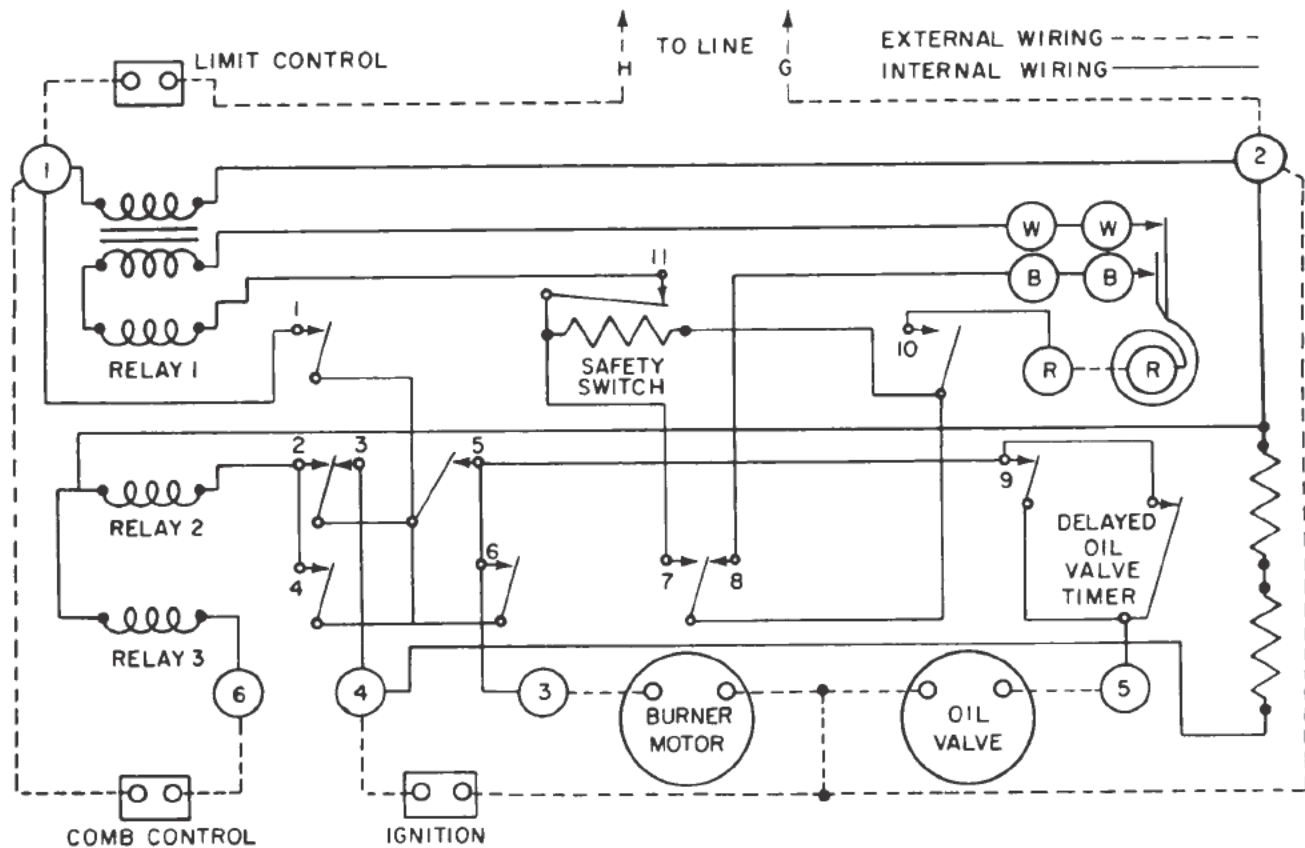 LIMIT CONTROL
H
TO LINE
G
EXTERNAL WIRING
INTERNAL WIRING
1
2
W
W
B
B
11
1
RELAY 1
SAFETY
SWITCH
10
R
R
2
3
5
9
RELAY 2
DELAYED
OIL
VALVE
TIMER
4
6
7
8
RELAY 3
6
4
3
BURNER
MOTOR
OIL
VALVE
5
COMB CONTROL
IGNITION